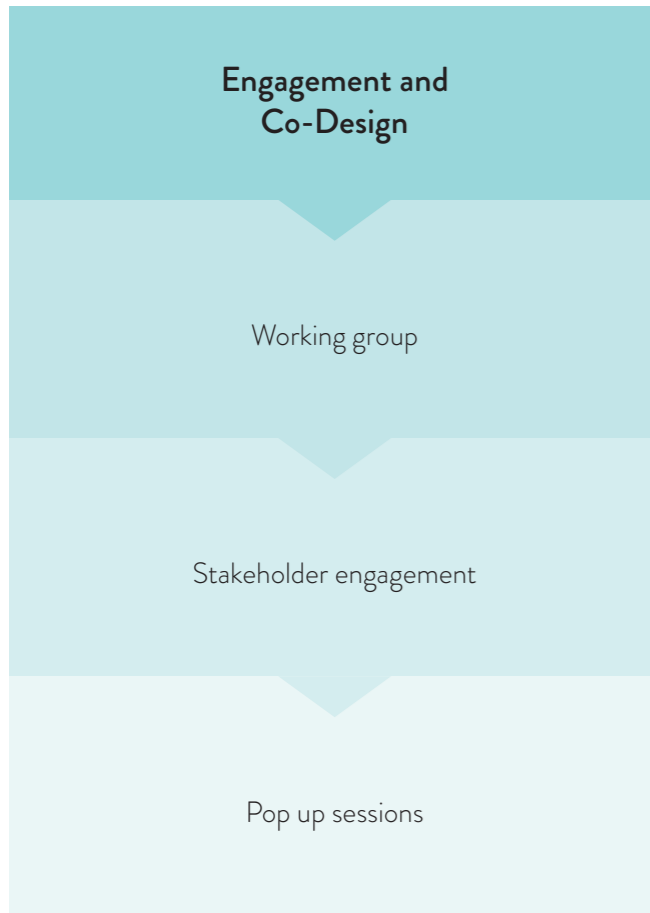 Engagement and
Co-Design
Working group
Stakeholder engagement
Pop up sessions